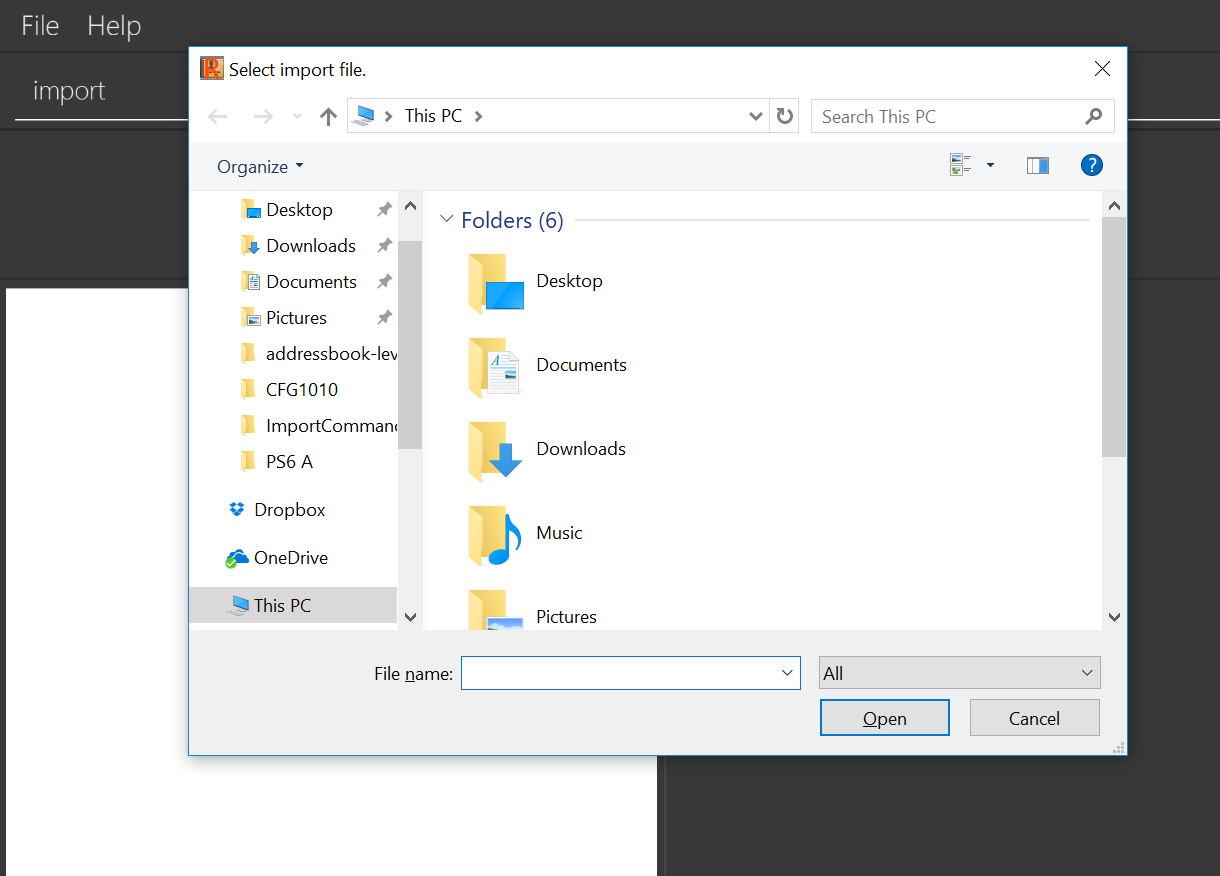 File Help
import
Select import file.
This PC
Search This PC
Organize
?
Desktop
Downloads
Documents
Pictures
addressbook-lev
CFG1010
ImportComman
PS6 A
Dropbox
OneDrive
This PC
Folders (6)
Desktop
Documents
Downloads
Music
Pictures
File name:
All
Open
Cancel